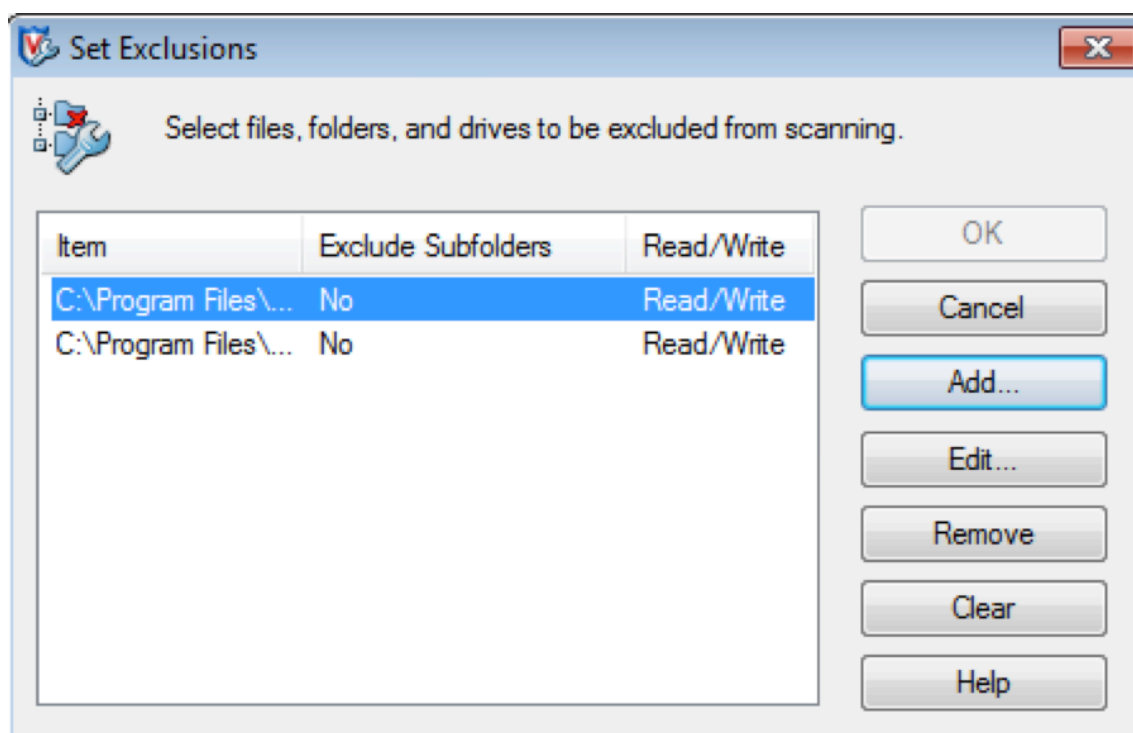 Set Exclusions
Select files, folders, and drives to be excluded from scanning.
Item Exclude Subfolders Read/Write
C:\Program Files\... No Read/Write
C:\Program Files\... No Read/Write
OK
Cancel
Add...
Edit...
Remove
Clear
Help